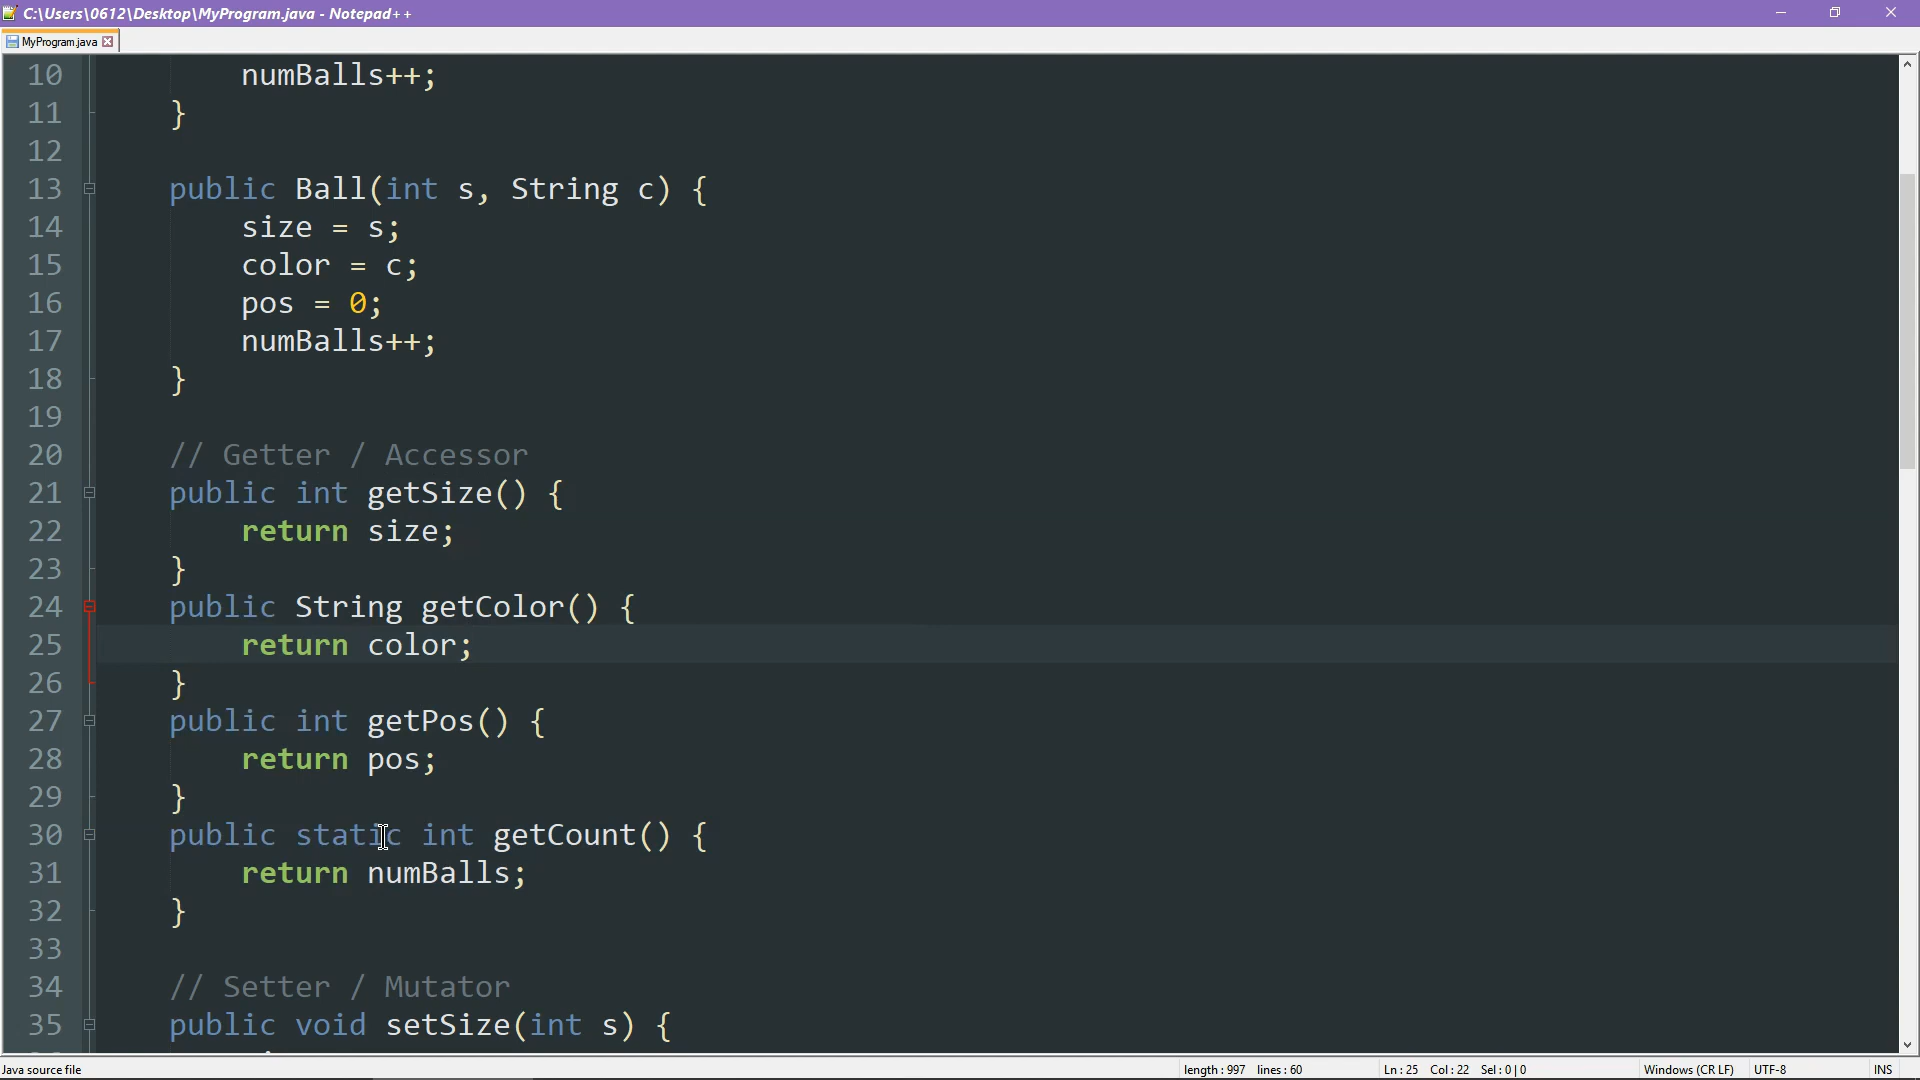 C:\Users\0612\Desktop\MyProgram.java - Notepad++
MyProgram.java
10 numBalls++;
11 }
12
13 public Ball(int s, String c) {
14 size = s;
15 color = c;
16 pos = 0;
17 numBalls++;
18 }
19
20 // Getter / Accessor
21 public int getSize() {
22 return size;
23 }
24 public String getColor() {
25 return color;
26 }
27 public int getPos() {
28 return pos;
29 }
30 public static int getCount() {
31 return numBalls;
32 }
33
34 // Setter / Mutator
35 public void setSize(int s) {
Java source file length : 997 lines : 60 Ln : 25 Col : 22 Sel : 0 | 0 Windows (CR LF) UTF-8 INS